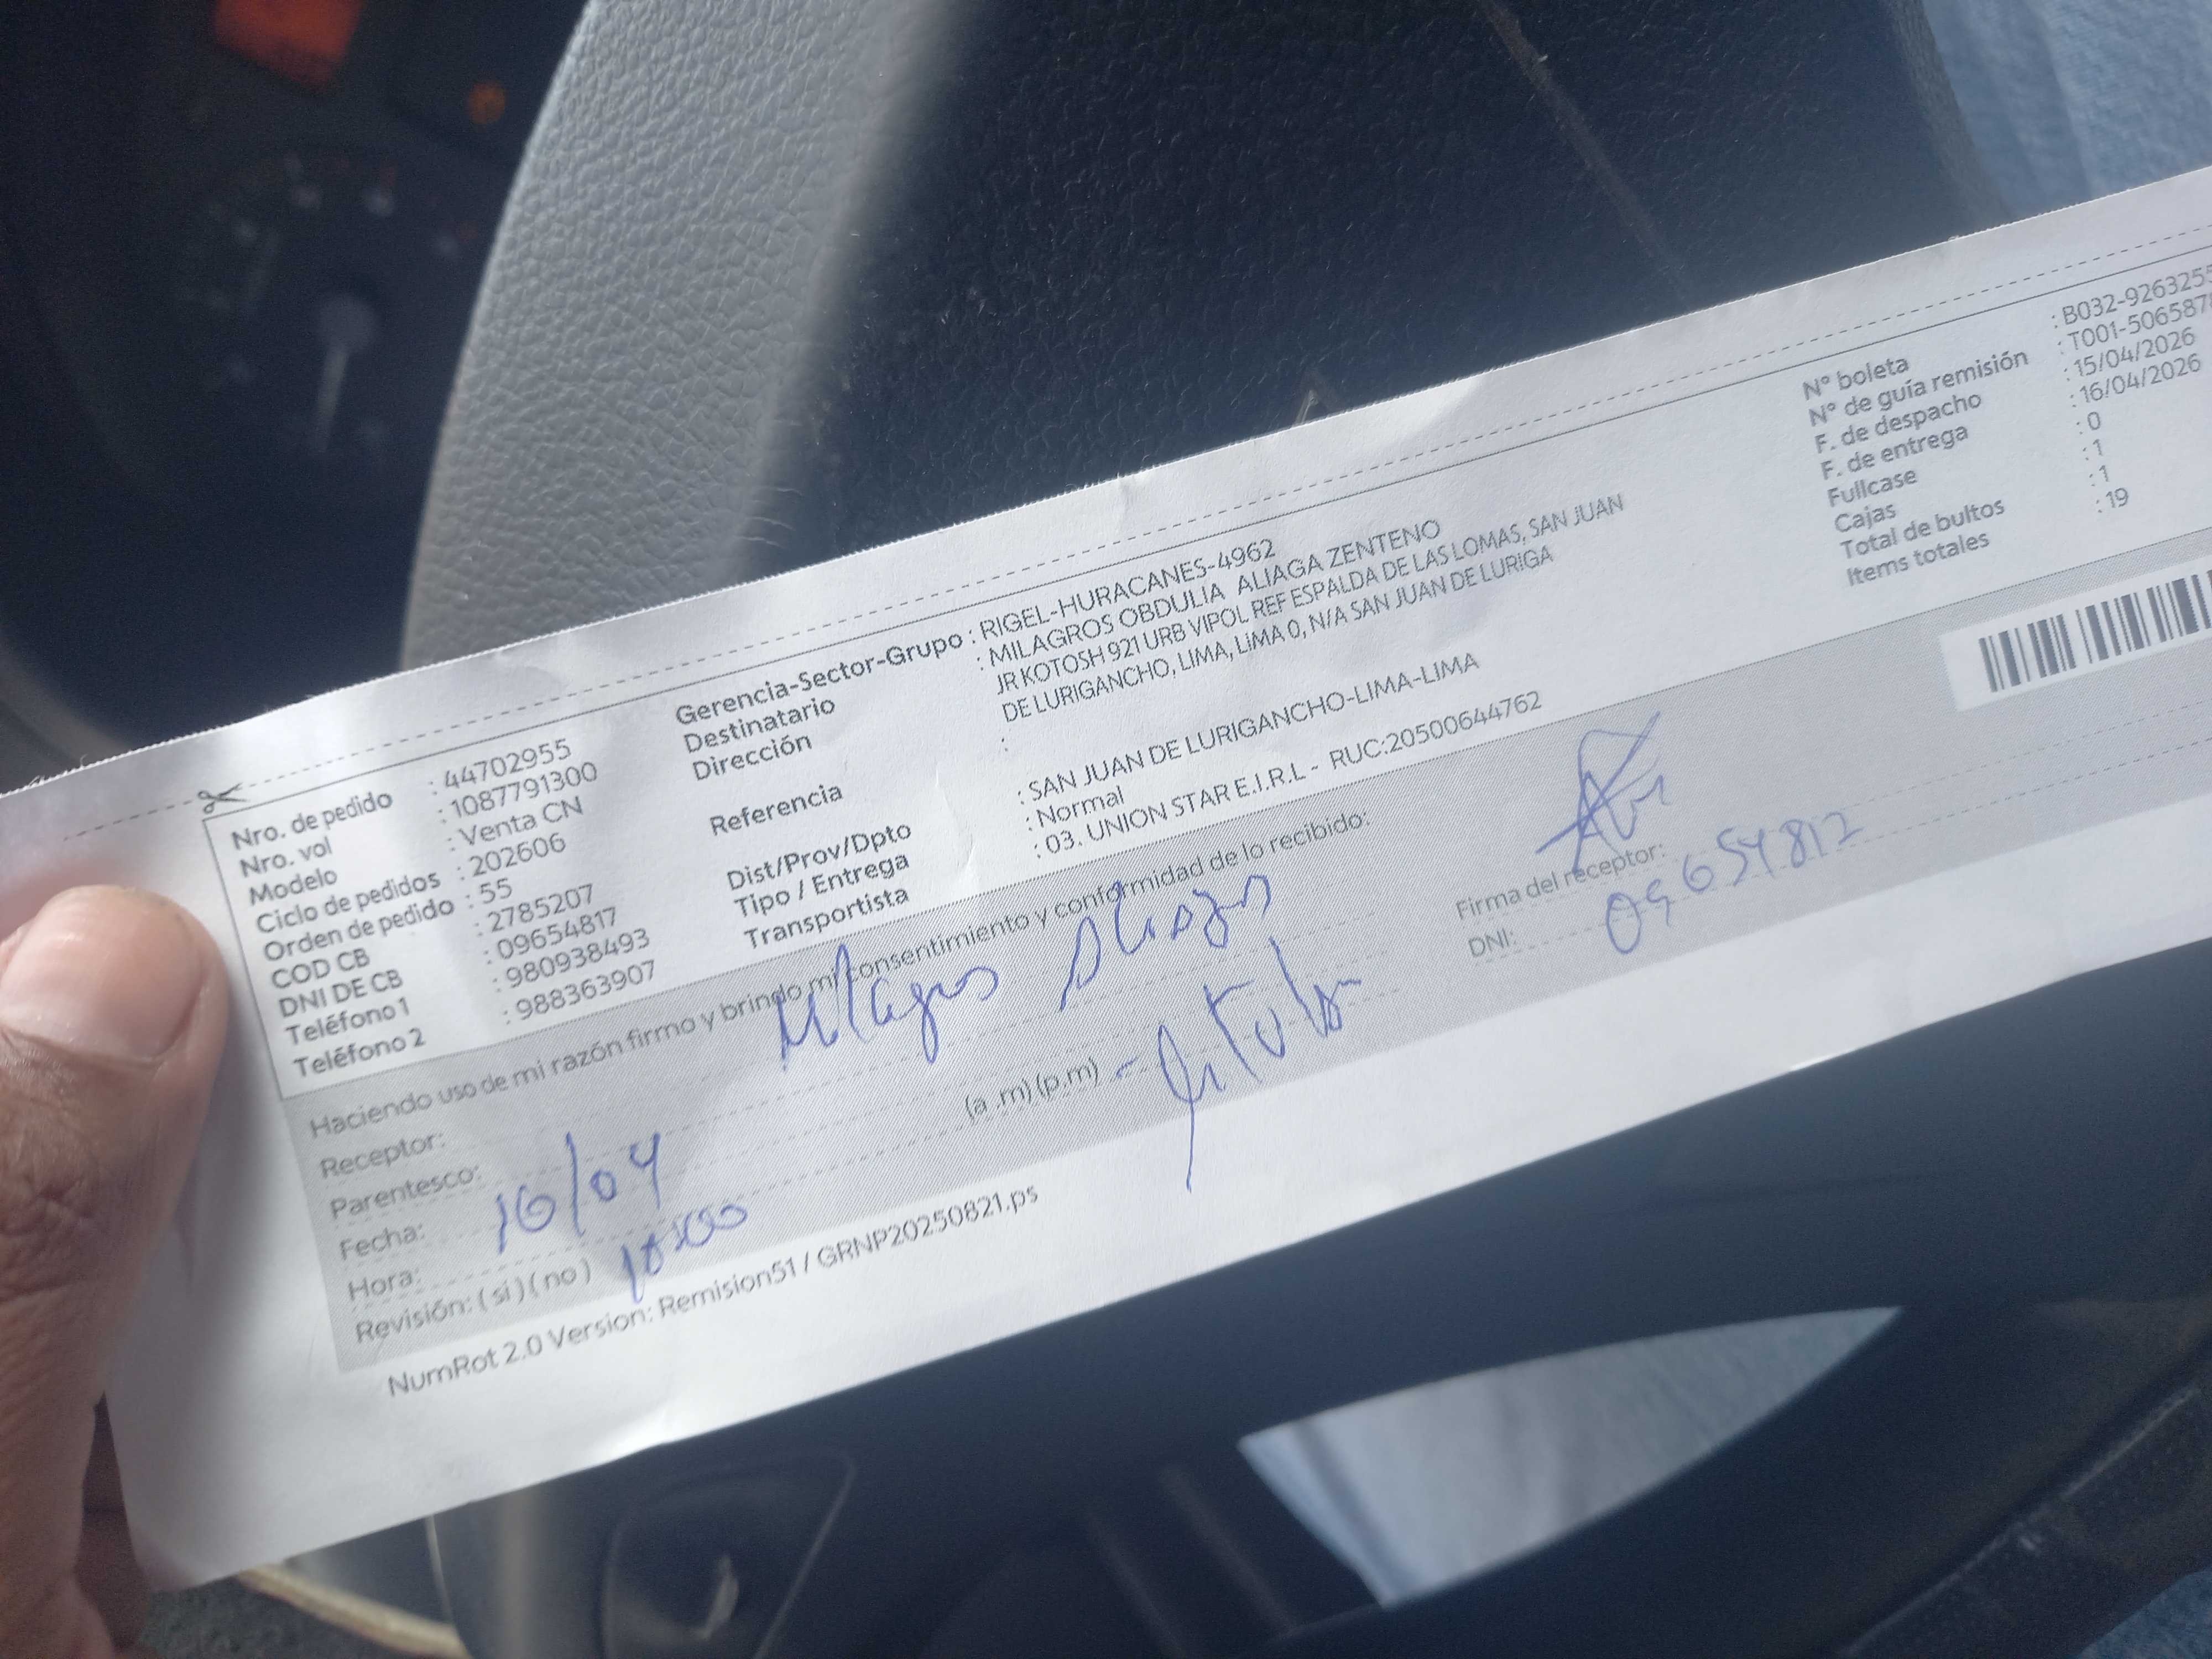 Nro. de pedido : 44702955
Nro. vol : 1087791300
Modelo : Venta CN
Ciclo de pedidos : 202606
Orden de pedido : 55
COD CB : 2785207
DNI DE CB : 09654817
Teléfono 1 : 980938493
Teléfono 2 : 988363907
Gerencia-Sector-Grupo : RIGEL-HURACANES-4962
Destinatario : MILAGROS OBDULIA ALIAGA ZENTENO
Dirección JR KOTOSH 921 URB VIPOL REF ESPALDA DE LAS LOMAS, SAN JUAN
DE LURIGANCHO, LIMA, LIMA 0, N/A SAN JUAN DE LURIGA
Referencia :
Dist/Prov/Dpto : SAN JUAN DE LURIGANCHO-LIMA-LIMA
Tipo / Entrega : Normal
Transportista : 03. UNION STAR E.I.R.L - RUC:20500644762
N° boleta : B032-9263255
N° de guía remisión : T001-506587
F. de despacho : 15/04/2026
F. de entrega : 16/04/2026
Fullcase : 0
Cajas : 1
Total de bultos : 1
Items totales : 19
Haciendo uso de mi razón firmo y brindo mi consentimiento y conformidad de lo recibido:
Receptor: Milagros Aliaga
Parentesco: - titular
Fecha: 16/04
Hora: 10:00 (a .m) (p.m)
Revisión: ( si ) ( no )
Firma del receptor:
DNI: 09654817
NumRot 2.0 Version: Remision51 / GRNP20250821.ps